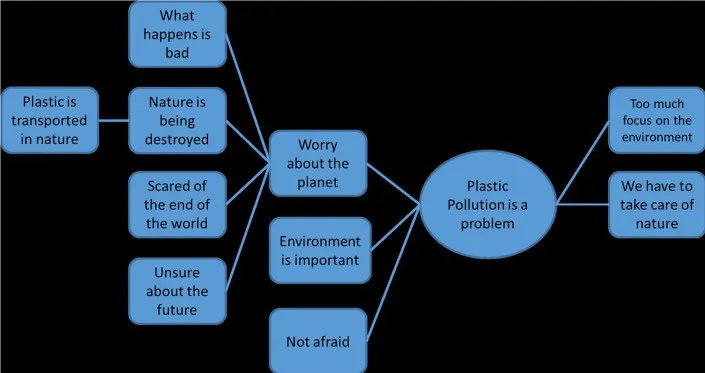 What
happens is
bad
Plastic is
transported
in nature
Nature is
being
destroyed
Scared of
the end of
the world
Unsure
about the
future
Worry
about the
planet
Environment
is important
Not afraid
Plastic
Pollution is a
problem
Too much
focus on the
environment
We have to
take care of
nature